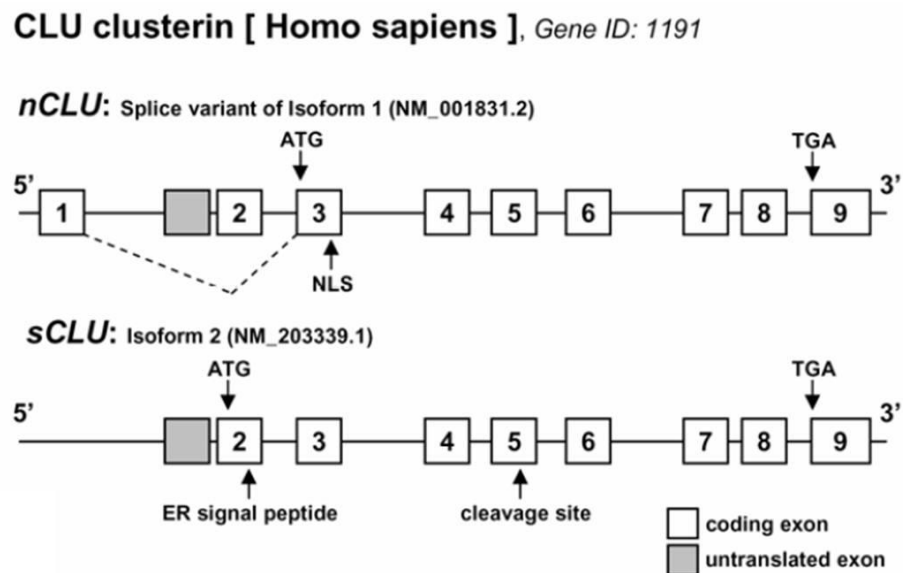 CLU clusterin [ Homo sapiens ], Gene ID: 1191
nCLU: Splice variant of Isoform 1 (NM_001831.2)
ATG TGA
5’ 3’
1 2 3 4 5 6 7 8 9
NLS
sCLU: Isoform 2 (NM_203339.1)
ATG TGA
5’ 3’
2 3 4 5 6 7 8 9
ER signal peptide cleavage site
coding exon
untranslated exon